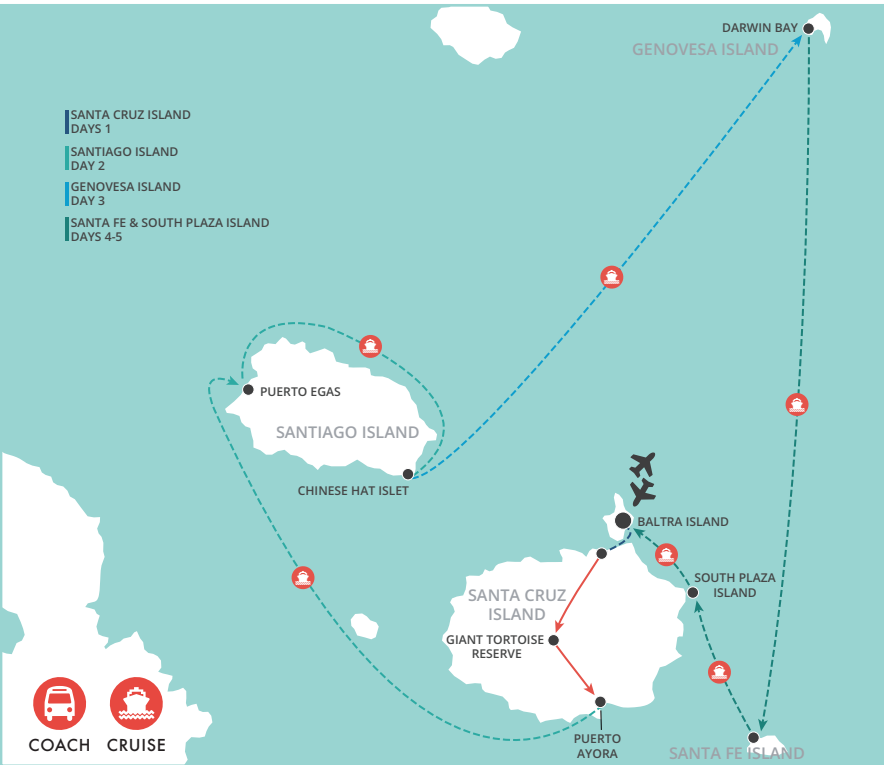 DARWIN BAY
GENOVESA ISLAND
SANTA CRUZ ISLAND
DAYS 1
SANTIAGO ISLAND
DAY 2
GENOVESA ISLAND
DAY 3
SANTA FE & SOUTH PLAZA ISLAND
DAYS 4-5
PUERTO EGAS
SANTIAGO ISLAND
CHINESE HAT ISLET
BALTRA ISLAND
SOUTH PLAZA
ISLAND
SANTA CRUZ
ISLAND
GIANT TORTOISE
RESERVE
PUERTO
AYORA
SANTA FE ISLAND
COACH
CRUISE